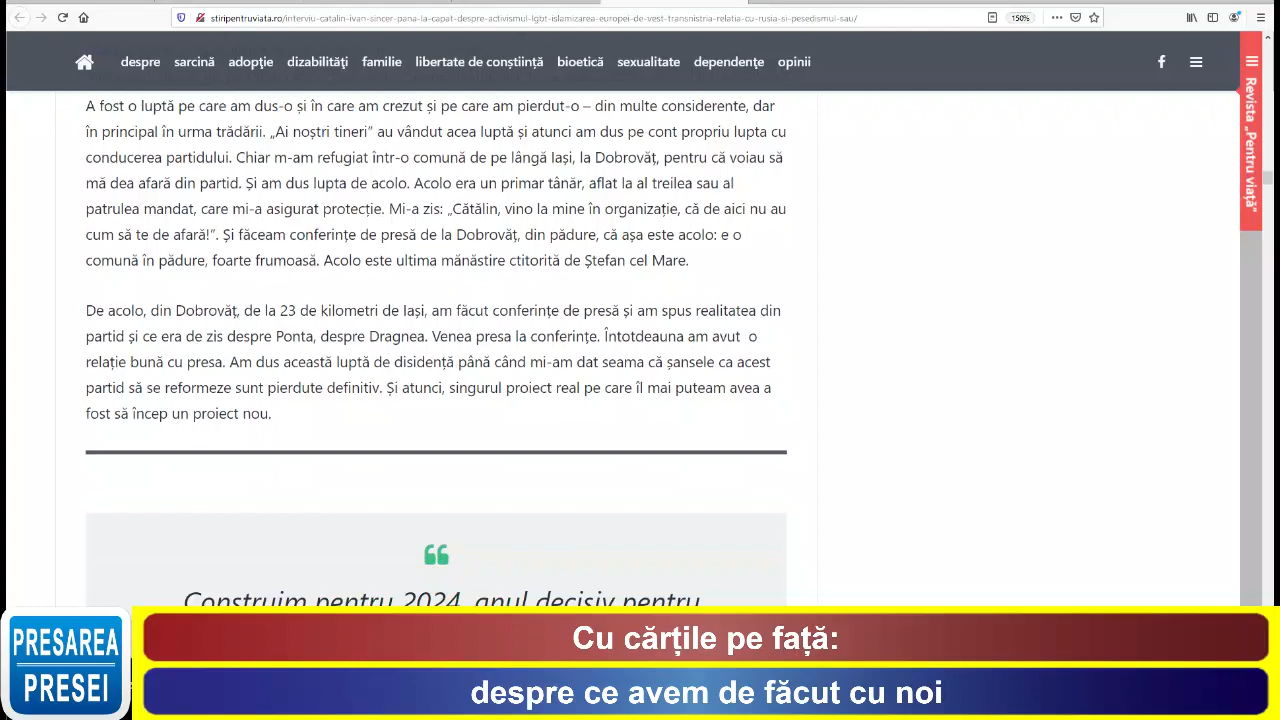 stiripentruviata.ro/interviu-catalin-ivan-sincer-pana-la-capat-despre-activismul-lgbt-islamizarea-europei-de-vest-transnistria-relatia-cu-rusia-si-pesedismul-sau/
150%
despre sarcină adopţie dizabilităţi familie libertate de conștiință bioetică sexualitate dependenţe opinii
Revista „Pentru viață”
A fost o luptă pe care am dus-o și în care am crezut și pe care am pierdut-o – din multe considerente, dar
în principal în urma trădării. „Ai noștri tineri” au vândut acea luptă și atunci am dus pe cont propriu lupta cu
conducerea partidului. Chiar m-am refugiat într-o comună de pe lângă Iași, la Dobrovăț, pentru că voiau să
mă dea afară din partid. Și am dus lupta de acolo. Acolo era un primar tânăr, aflat la al treilea sau al
patrulea mandat, care mi-a asigurat protecție. Mi-a zis: „Cătălin, vino la mine în organizație, că de aici nu au
cum să te de afară!”. Și făceam conferințe de presă de la Dobrovăț, din pădure, că așa este acolo: e o
comună în pădure, foarte frumoasă. Acolo este ultima mănăstire ctitorită de Ștefan cel Mare.
De acolo, din Dobrovăț, de la 23 de kilometri de Iași, am făcut conferințe de presă și am spus realitatea din
partid și ce era de zis despre Ponta, despre Dragnea. Venea presa la conferințe. Întotdeauna am avut o
relație bună cu presa. Am dus această luptă de disidență până când mi-am dat seama că șansele ca acest
partid să se reformeze sunt pierdute definitiv. Și atunci, singurul proiect real pe care îl mai puteam avea a
fost să încep un proiect nou.
Construim pentru 2024, anul decisiv pentru
PRESAREA
PRESEI
Cu cărțile pe față:
despre ce avem de făcut cu noi